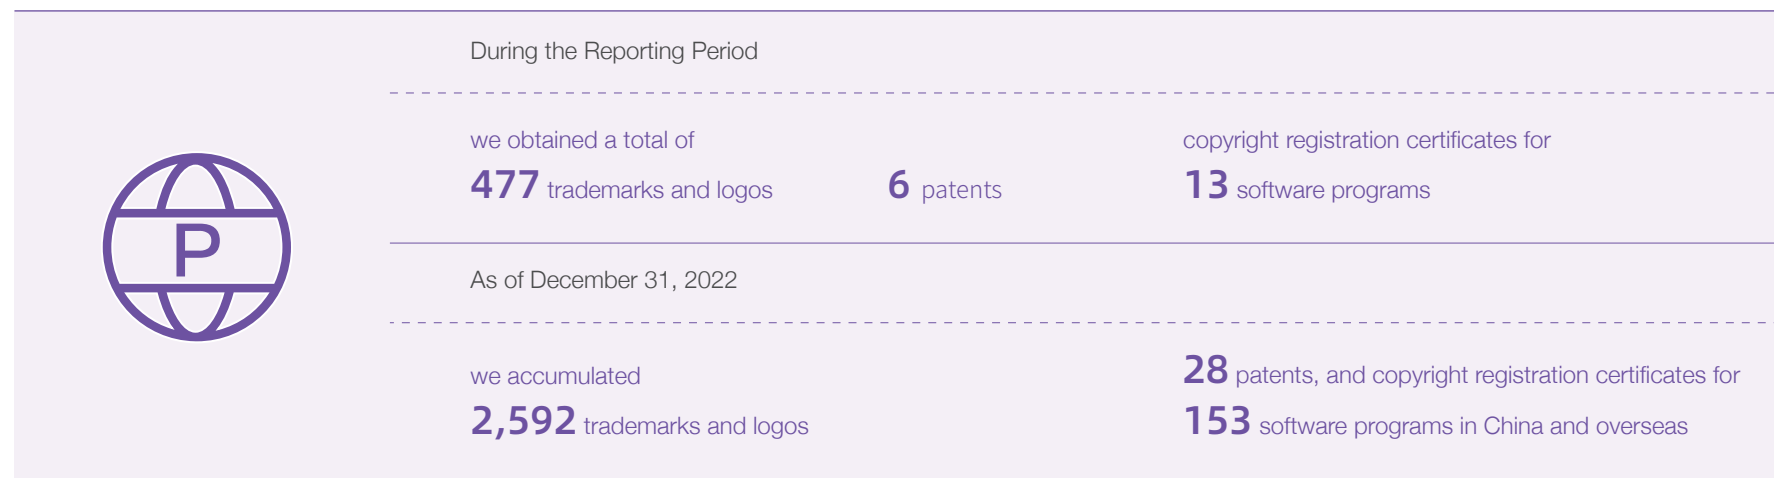 During the Reporting Period
we obtained a total of
477 trademarks and logos
6 patents
copyright registration certificates for
13 software programs
P
As of December 31, 2022
we accumulated
2,592 trademarks and logos
28 patents, and copyright registration certificates for
153 software programs in China and overseas